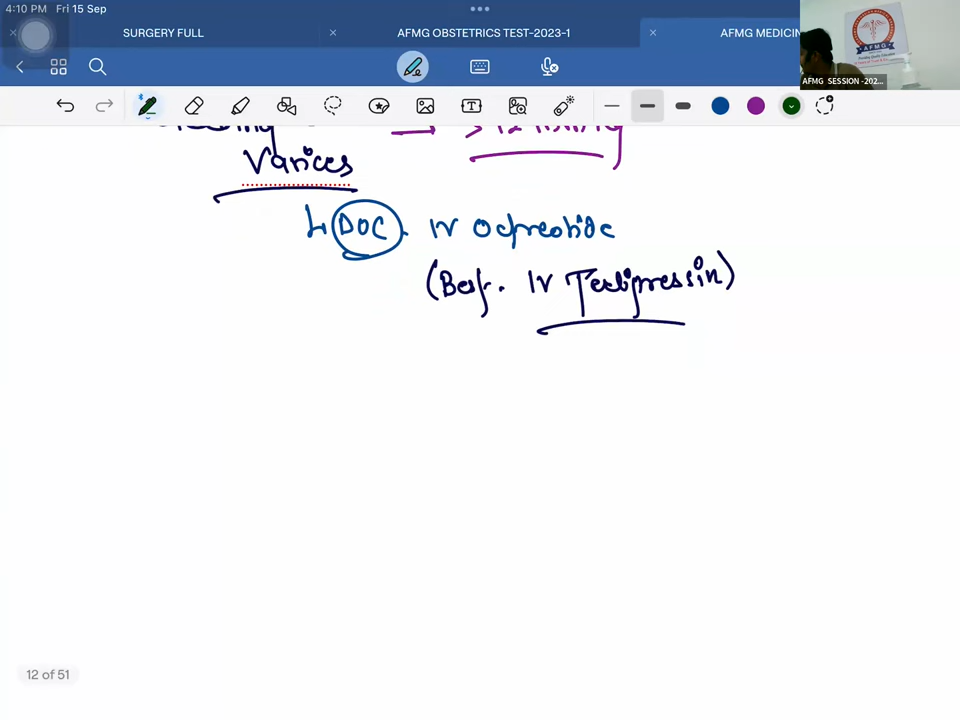 4:10 PM Fri 15 Sep
SURGERY FULL
AFMG OBSTETRICS TEST-2023-1
AFMG MEDICIN
AFMG
AFMG SESSION -202...
Varices
DOC. IV Octreotide
(Best. IV Terlipressin)
12 of 51